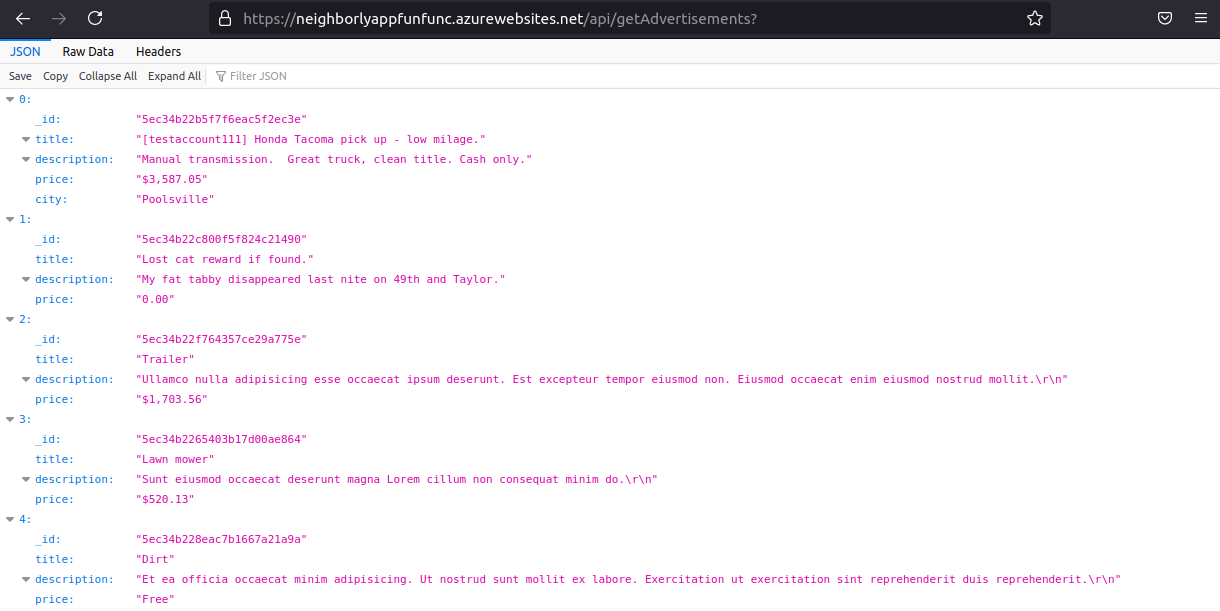 https://neighborlyappfunfunc.azurewebsites.net/api/getAdvertisements?
JSON Raw Data Headers
Save Copy Collapse All Expand All Filter JSON
0:
_id: "5ec34b22b5f7f6eac5f2ec3e"
title: "[testaccount111] Honda Tacoma pick up - low milage."
description: "Manual transmission.  Great truck, clean title. Cash only."
price: "$3,587.05"
city: "Poolsville"
1:
_id: "5ec34b22c800f5f824c21490"
title: "Lost cat reward if found."
description: "My fat tabby disappeared last nite on 49th and Taylor."
price: "0.00"
2:
_id: "5ec34b22f764357ce29a775e"
title: "Trailer"
description: "Ullamco nulla adipisicing esse occaecat ipsum deserunt. Est excepteur tempor eiusmod non. Eiusmod occaecat enim eiusmod nostrud mollit.\r\n"
price: "$1,703.56"
3:
_id: "5ec34b2265403b17d00ae864"
title: "Lawn mower"
description: "Sunt eiusmod occaecat deserunt magna Lorem cillum non consequat minim do.\r\n"
price: "$520.13"
4:
_id: "5ec34b228eac7b1667a21a9a"
title: "Dirt"
description: "Et ea officia occaecat minim adipisicing. Ut nostrud sunt mollit ex labore. Exercitation ut exercitation sint reprehenderit duis reprehenderit.\r\n"
price: "Free"